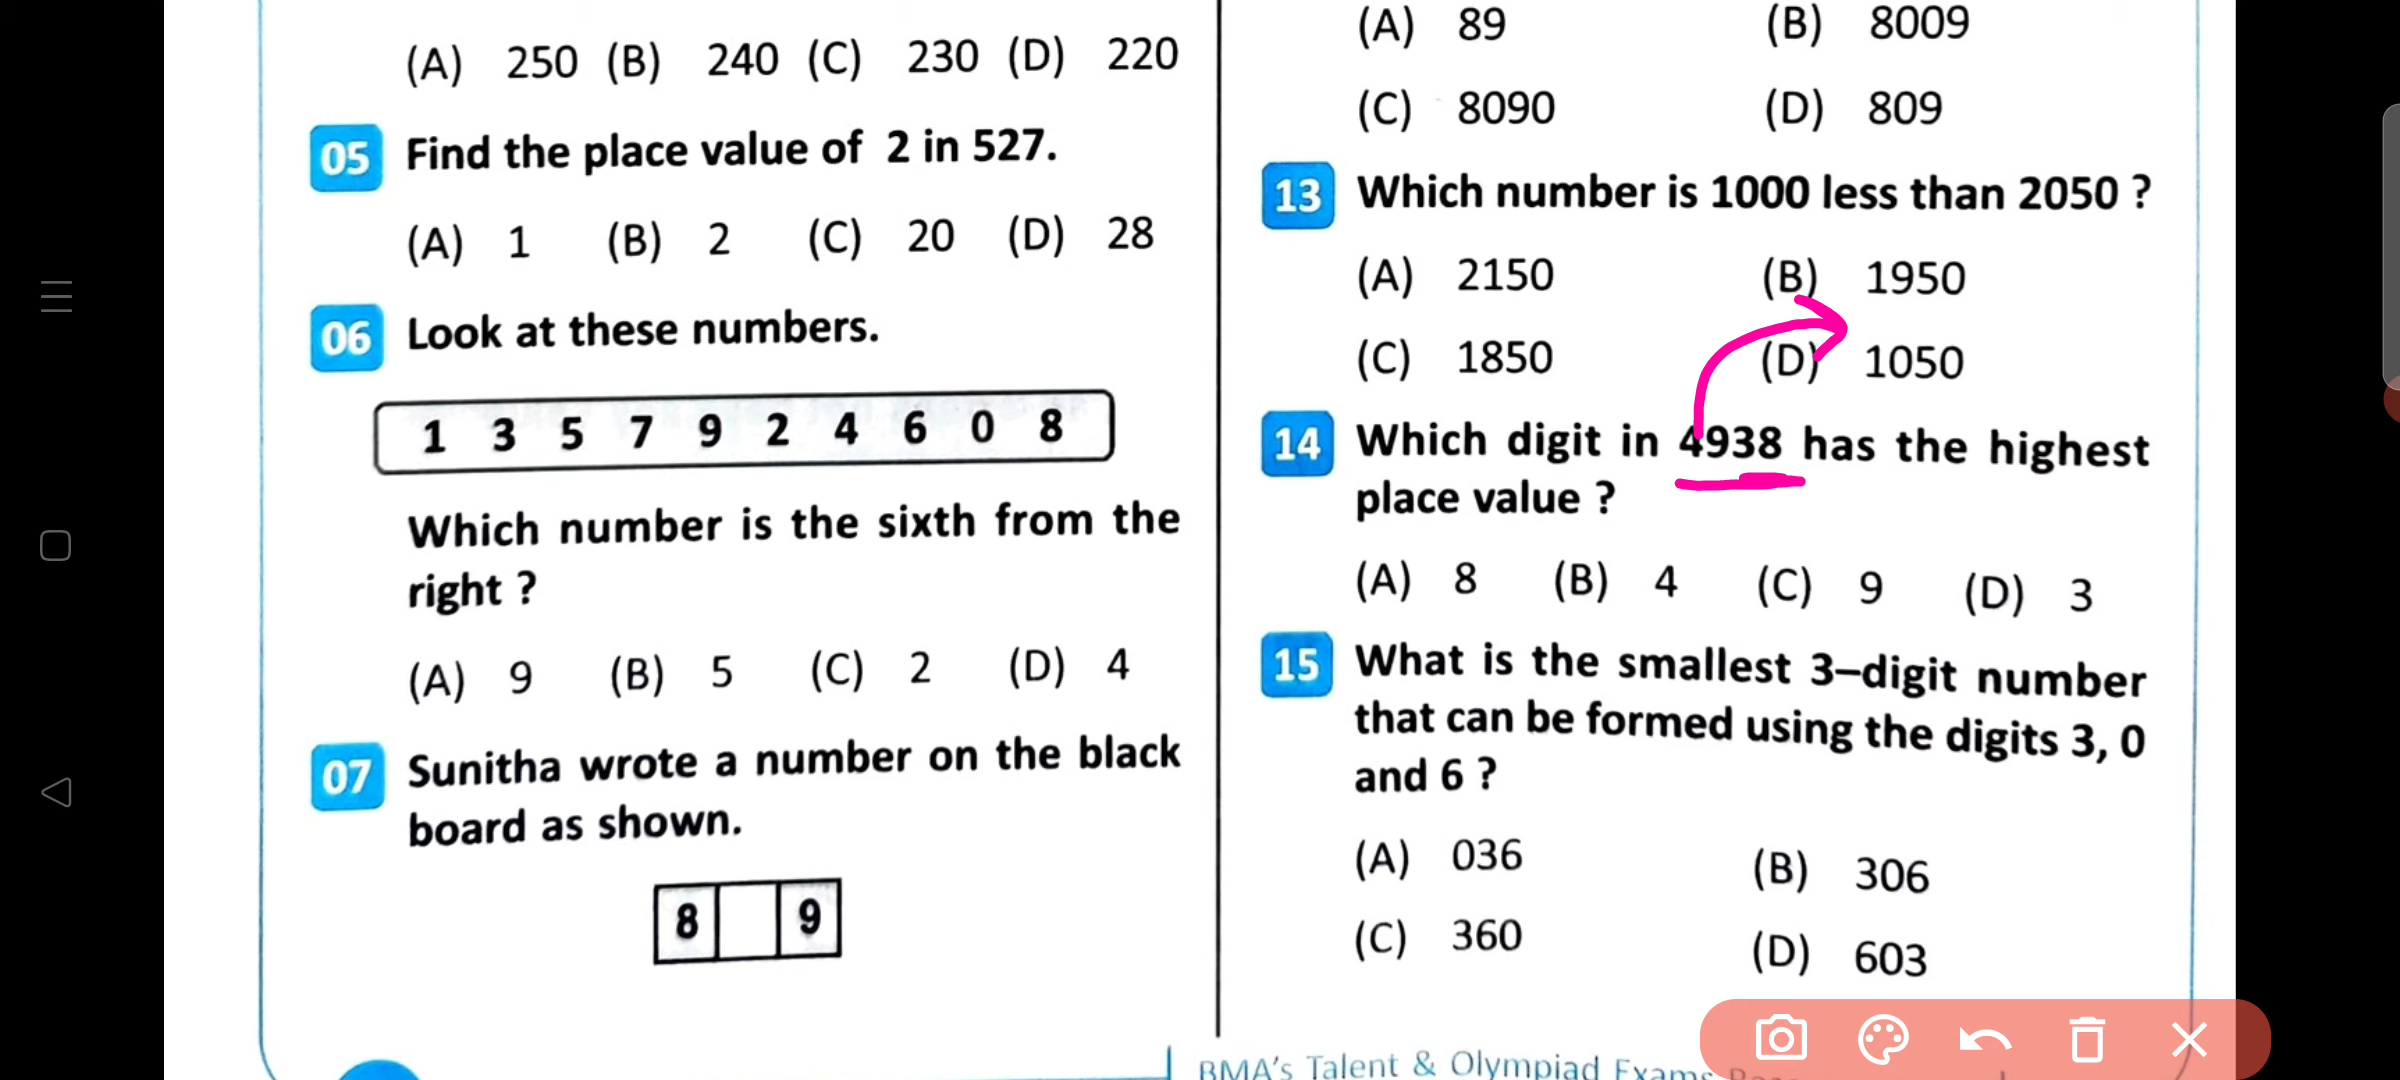 (A) 250 (B) 240 (C) 230 (D) 220
05 Find the place value of 2 in 527.
(A) 1 (B) 2 (C) 20 (D) 28
06 Look at these numbers.
1 3 5 7 9 2 4 6 0 8
Which number is the sixth from the
right ?
(A) 9 (B) 5 (C) 2 (D) 4
07 Sunitha wrote a number on the black
board as shown.
8 9
(A) 89 (B) 8009
(C) 8090 (D) 809
13 Which number is 1000 less than 2050 ?
(A) 2150 (B) 1950
(C) 1850 (D) 1050
14 Which digit in 4938 has the highest
place value ?
(A) 8 (B) 4 (C) 9 (D) 3
15 What is the smallest 3-digit number
that can be formed using the digits 3, 0
and 6 ?
(A) 036 (B) 306
(C) 360 (D) 603
BMA's Talent & Olympiad Exams